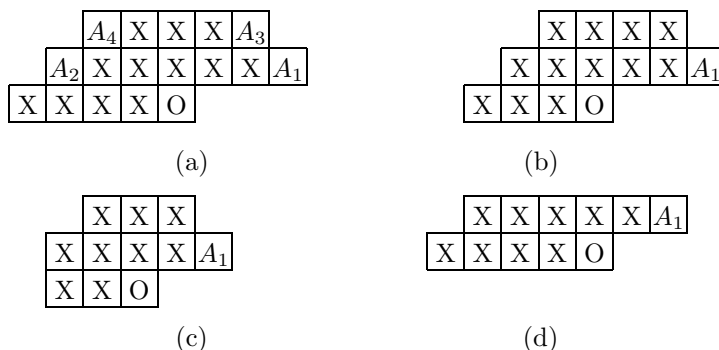 A₄ X X X A₃ X X X X
A₂ X X X X X A₁ X X X X X A₁
X X X X O X X X O
(a) (b)
X X X X X X X X A₁
X X X X A₁ X X X X O
X X O
(c) (d)